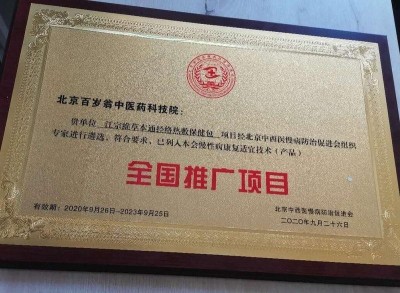 北京百岁翁中医药科技院：
贵单位 江宗统草本通经络热敷保健包 项目经北京中西医慢病防治促进会组织
专家进行遴选，符合要求，已列入本会慢性病康复适宜技术（产品）
全国推广项目
有效期：2020年9月26日-2023年9月25日
北京中西医慢病防治促进会
二〇二〇年九月二十六日